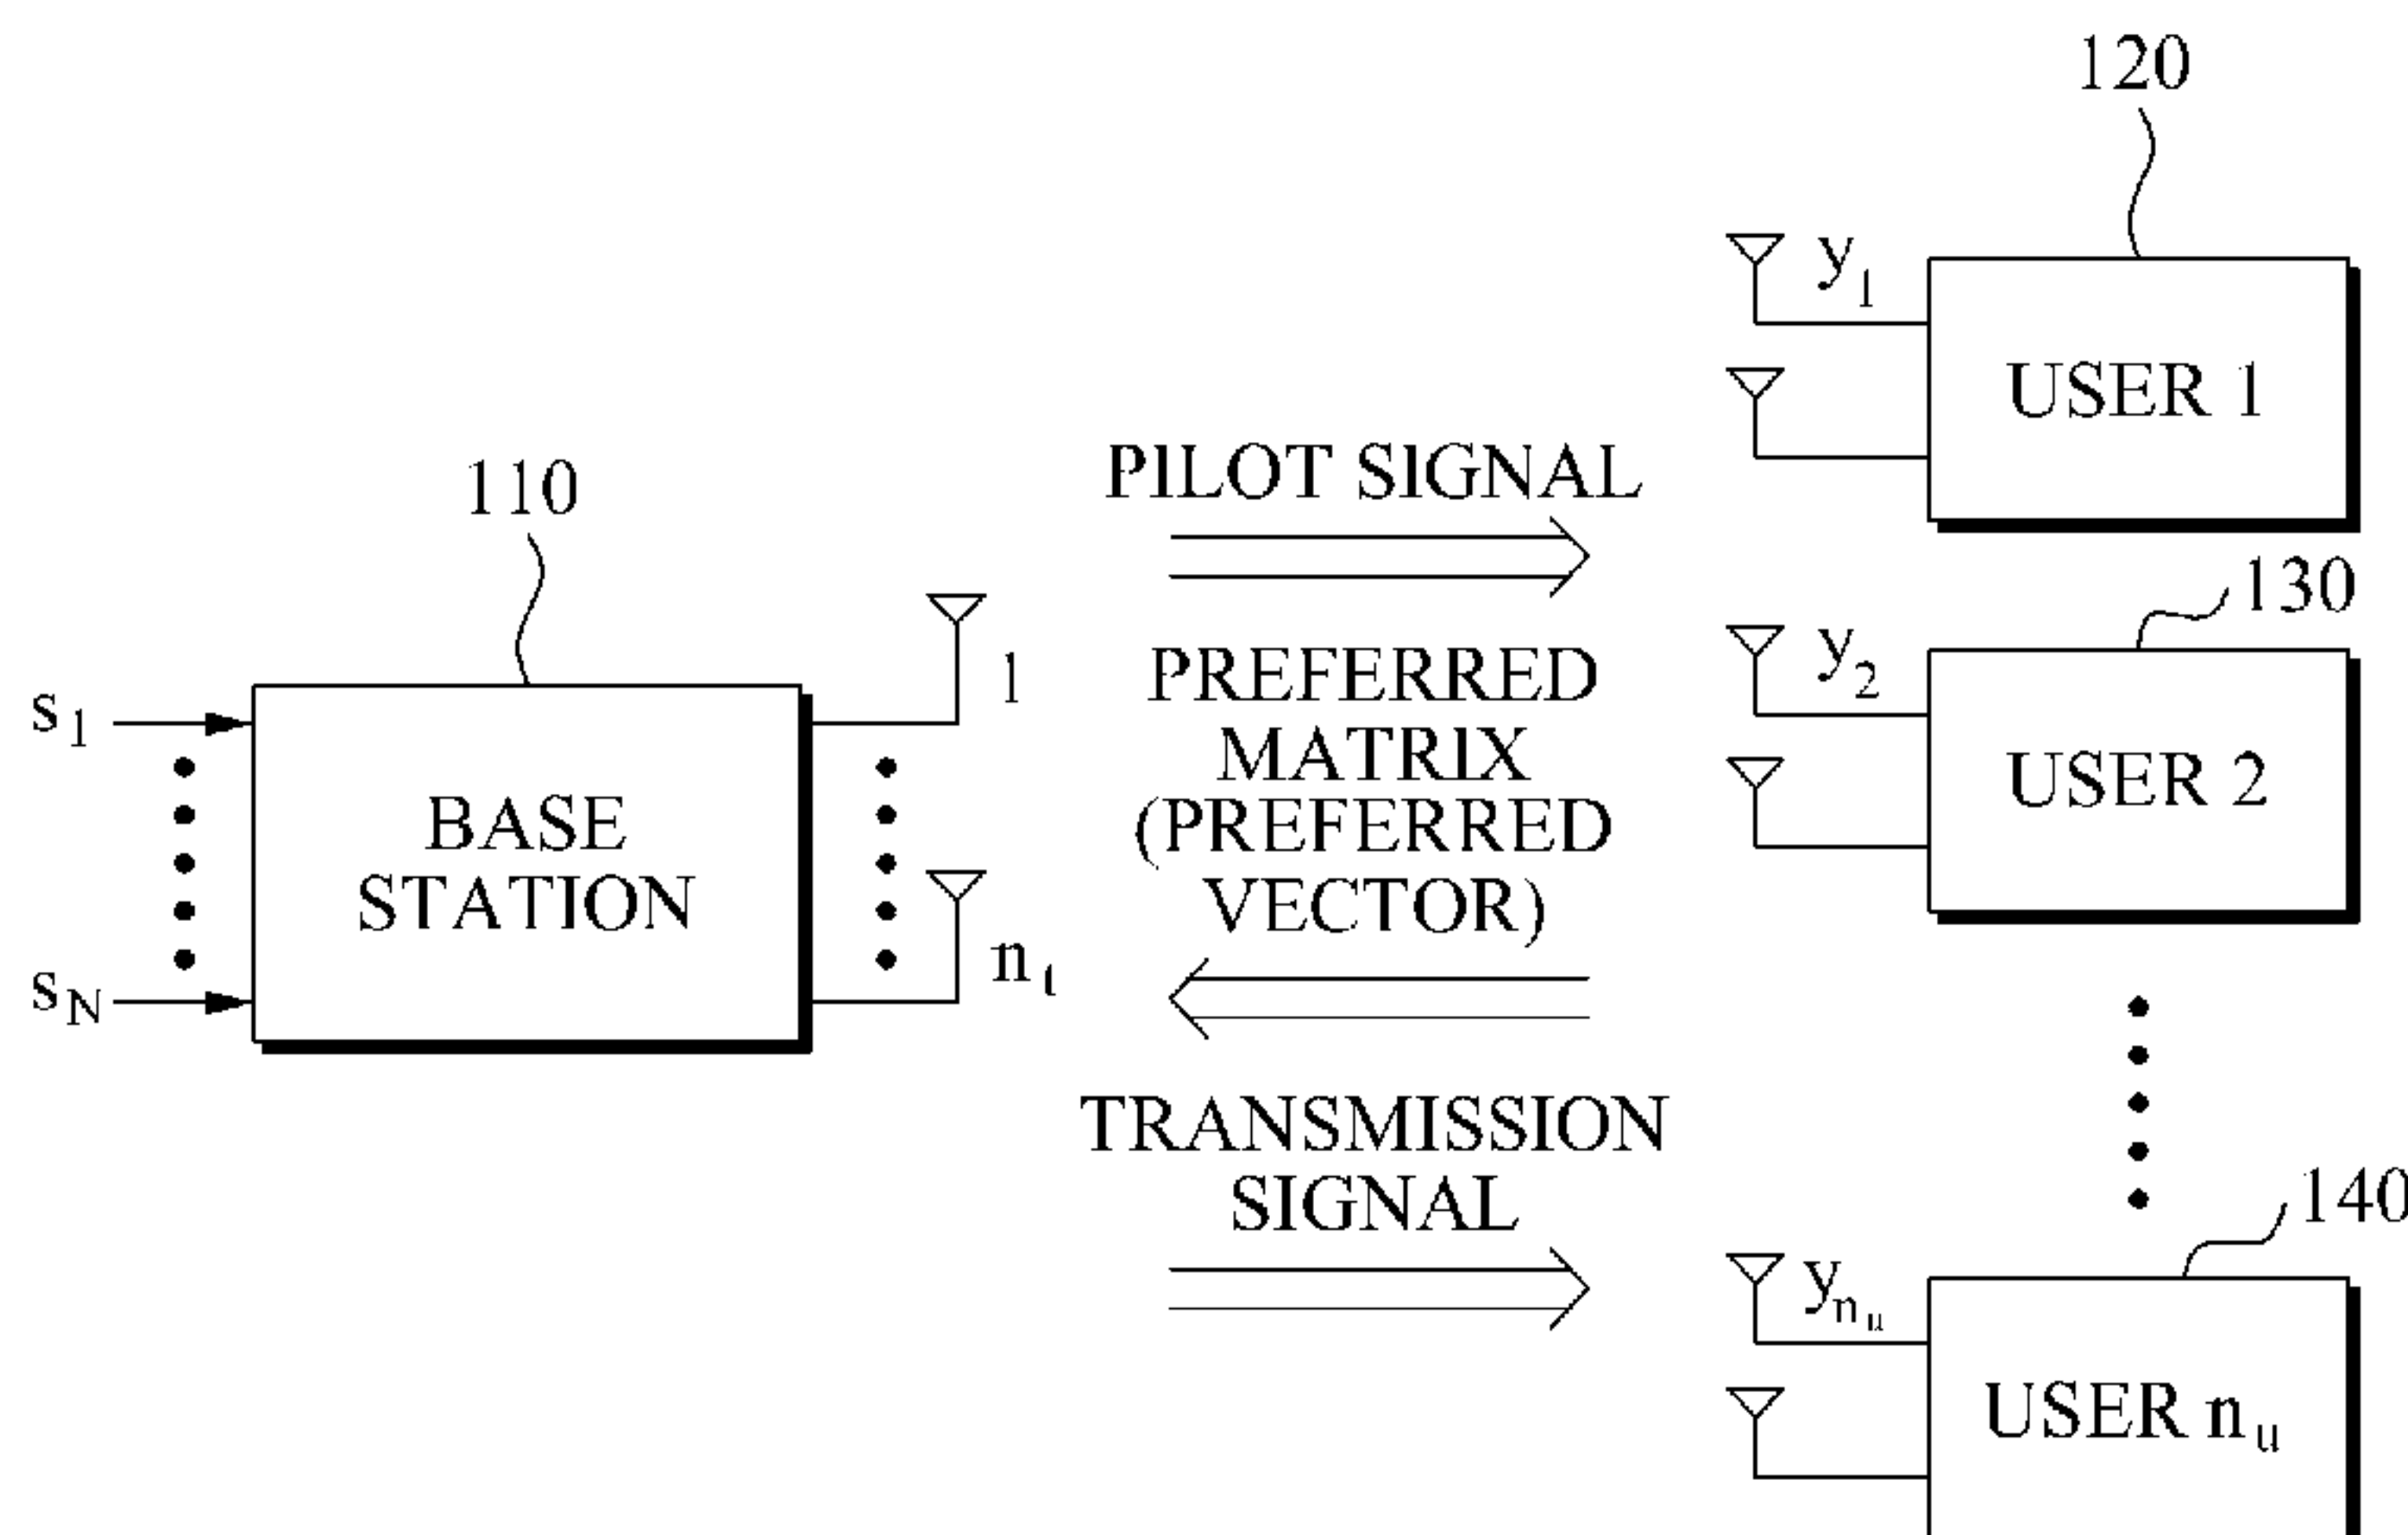 120
y1
USER 1
110
PILOT SIGNAL
130
y2
USER 2
1
PREFERRED
MATRIX
(PREFERRED
VECTOR)
s1
BASE
STATION
sN
nt
TRANSMISSION
SIGNAL
140
ynu
USER nu